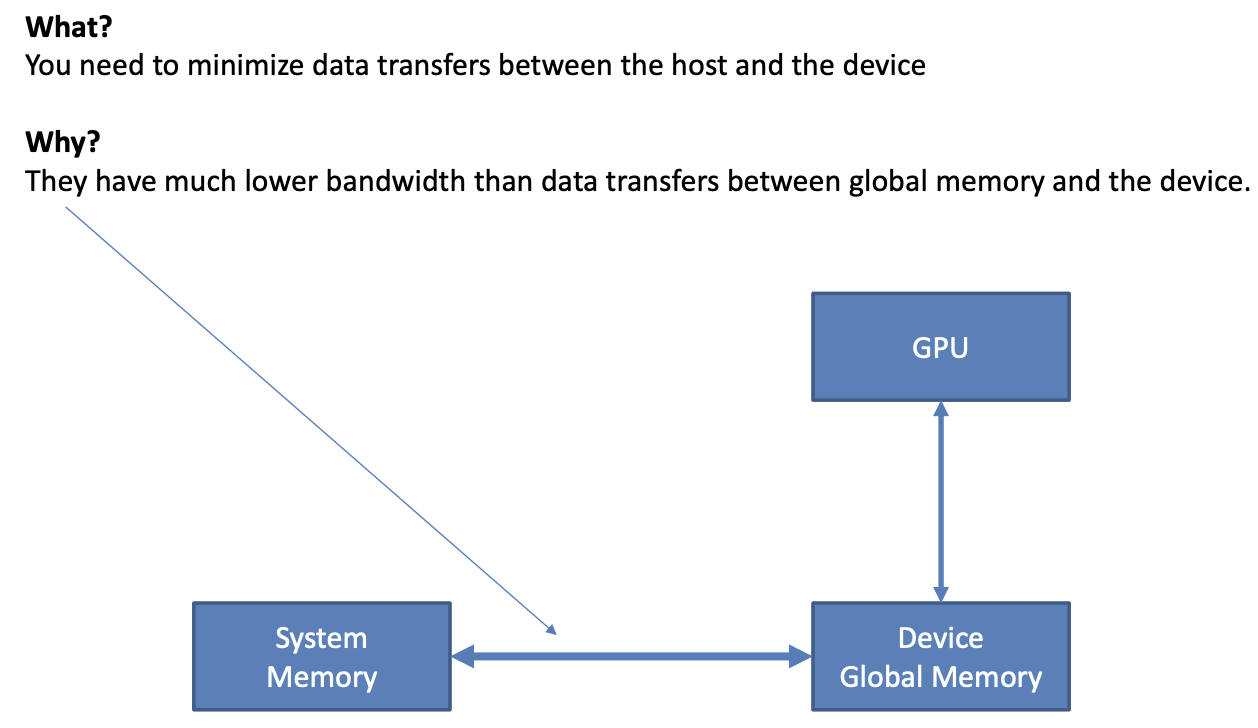 What?
You need to minimize data transfers between the host and the device
Why?
They have much lower bandwidth than data transfers between global memory and the device.
GPU
System
Memory
Device
Global Memory